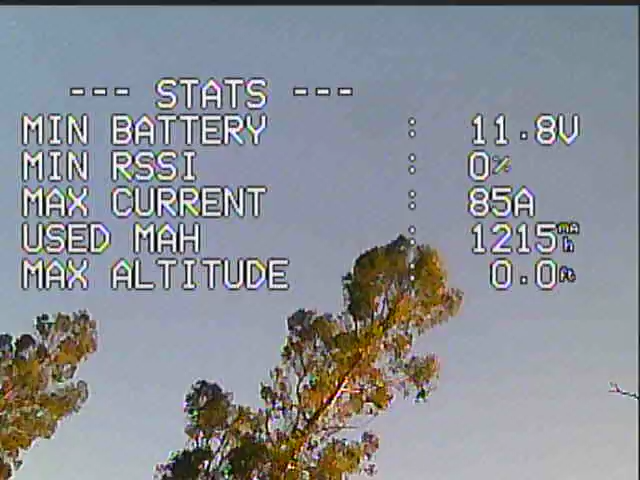 --- STATS ---
MIN BATTERY : 11.8V
MIN RSSI : 0%
MAX CURRENT : 85A
USED MAH : 1215mAh
MAX ALTITUDE : 0.0ft